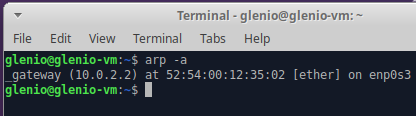 Terminal - glenio@glenio-vm: ~
File Edit View Terminal Tabs Help
glenio@glenio-vm:~$ arp -a
_gateway (10.0.2.2) at 52:54:00:12:35:02 [ether] on enp0s3
glenio@glenio-vm:~$